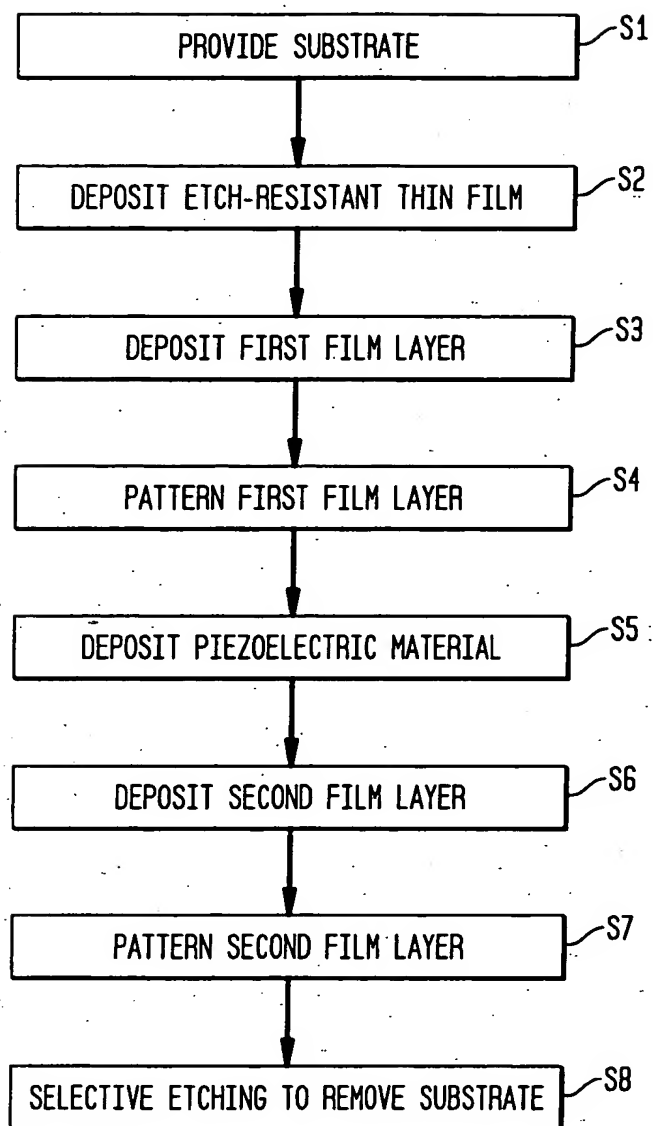 PROVIDE SUBSTRATE S1
DEPOSIT ETCH-RESISTANT THIN FILM S2
DEPOSIT FIRST FILM LAYER S3
PATTERN FIRST FILM LAYER S4
DEPOSIT PIEZOELECTRIC MATERIAL S5
DEPOSIT SECOND FILM LAYER S6
PATTERN SECOND FILM LAYER S7
SELECTIVE ETCHING TO REMOVE SUBSTRATE S8